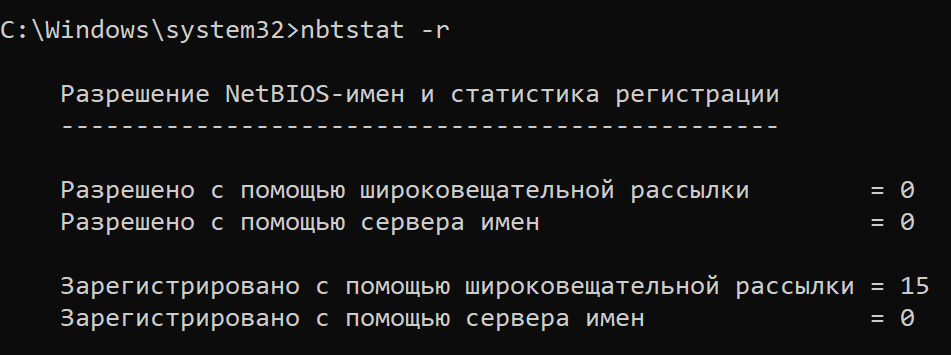 C:\Windows\system32>nbtstat -r
Разрешение NetBIOS-имен и статистика регистрации
------------------------------------------------
Разрешено с помощью широковещательной рассылки = 0
Разрешено с помощью сервера имен = 0
Зарегистрировано с помощью широковещательной рассылки = 15
Зарегистрировано с помощью сервера имен = 0